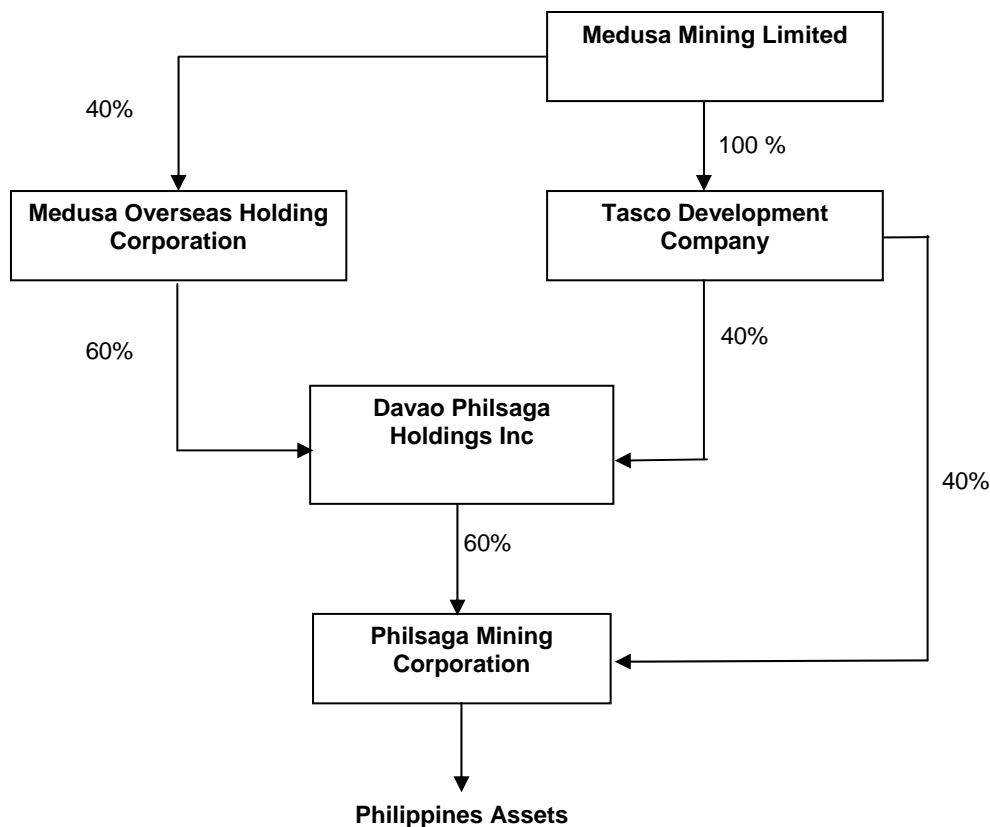 Medusa Mining Limited
40%
100 %
Medusa Overseas Holding
Corporation
Tasco Development
Company
60%
40%
Davao Philsaga
Holdings Inc
40%
60%
Philsaga Mining
Corporation
Philippines Assets